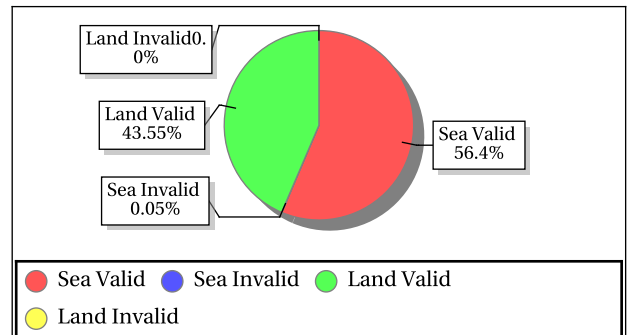 Land Invalid0.
0%
Land Valid
43.55%
Sea Valid
56.4%
Sea Invalid
0.05%
Sea Valid
Sea Invalid
Land Valid
Land Invalid